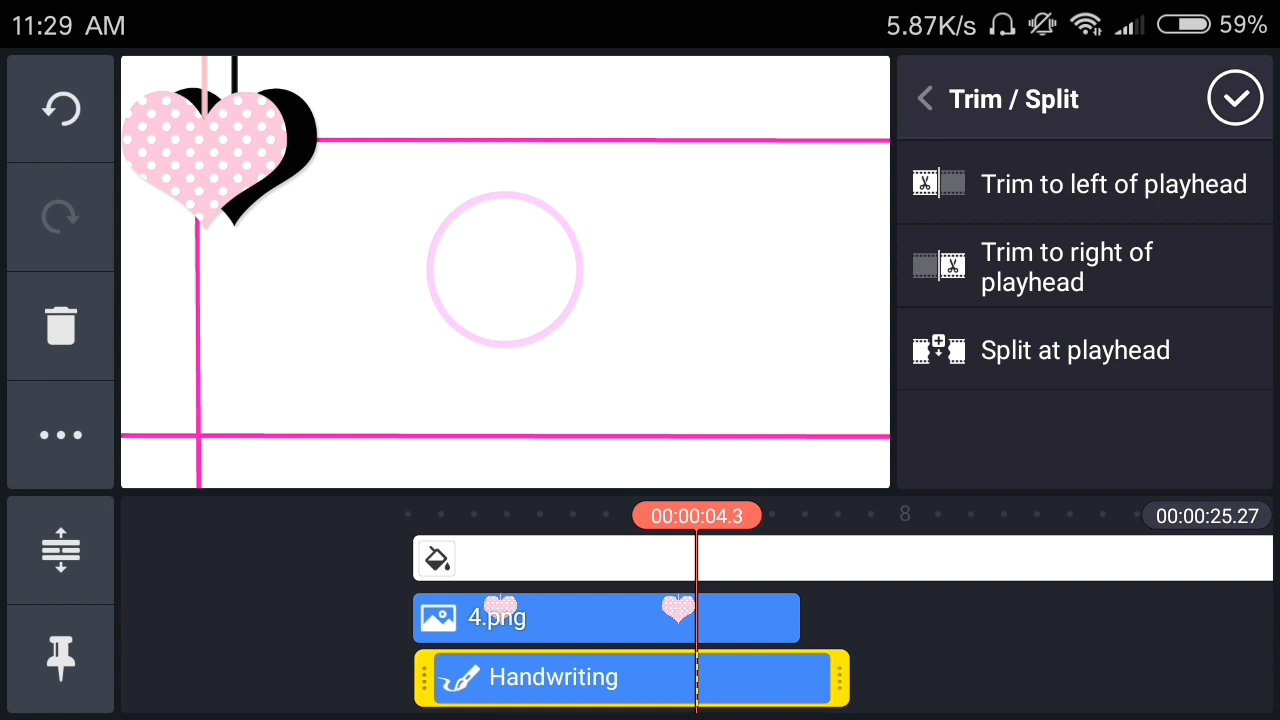 11:29 AM
5.87K/s
59%
Trim / Split
Trim to left of playhead
Trim to right of
playhead
Split at playhead
00:00:04.3
8
00:00:25.27
4.png
Handwriting